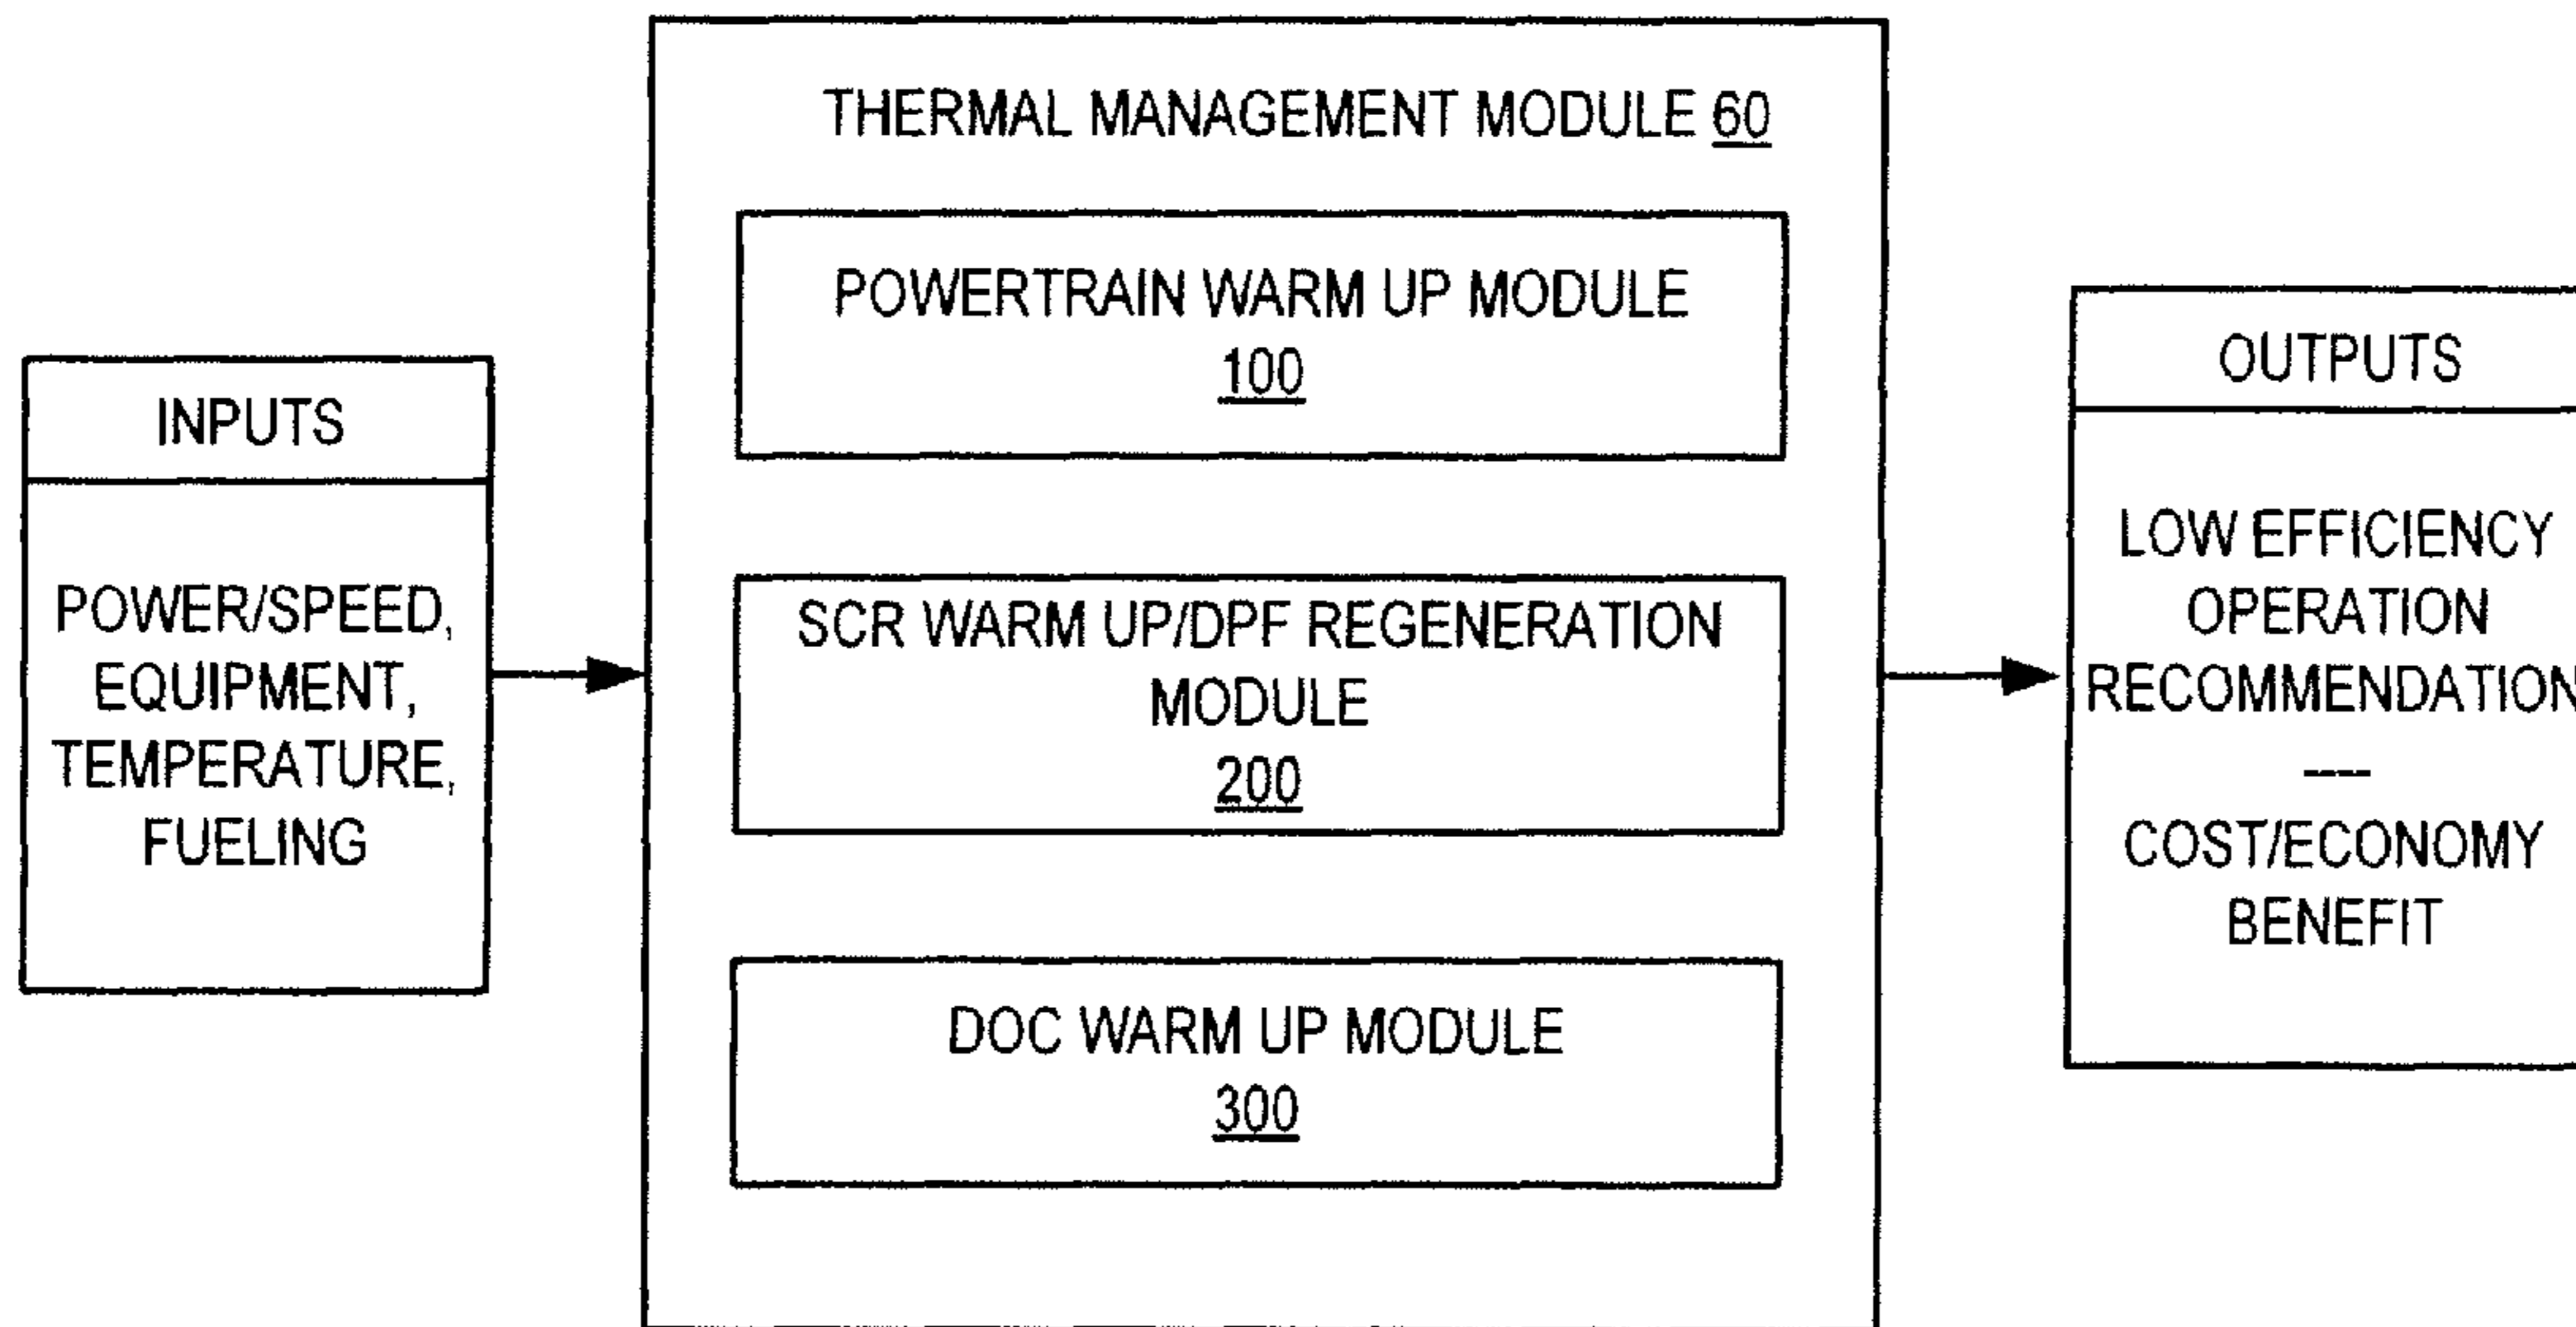 THERMAL MANAGEMENT MODULE 60
POWERTRAIN WARM UP MODULE
100
SCR WARM UP/DPF REGENERATION
MODULE
200
DOC WARM UP MODULE
300
INPUTS
POWER/SPEED,
EQUIPMENT,
TEMPERATURE,
FUELING
OUTPUTS
LOW EFFICIENCY
OPERATION
RECOMMENDATION
----
COST/ECONOMY
BENEFIT